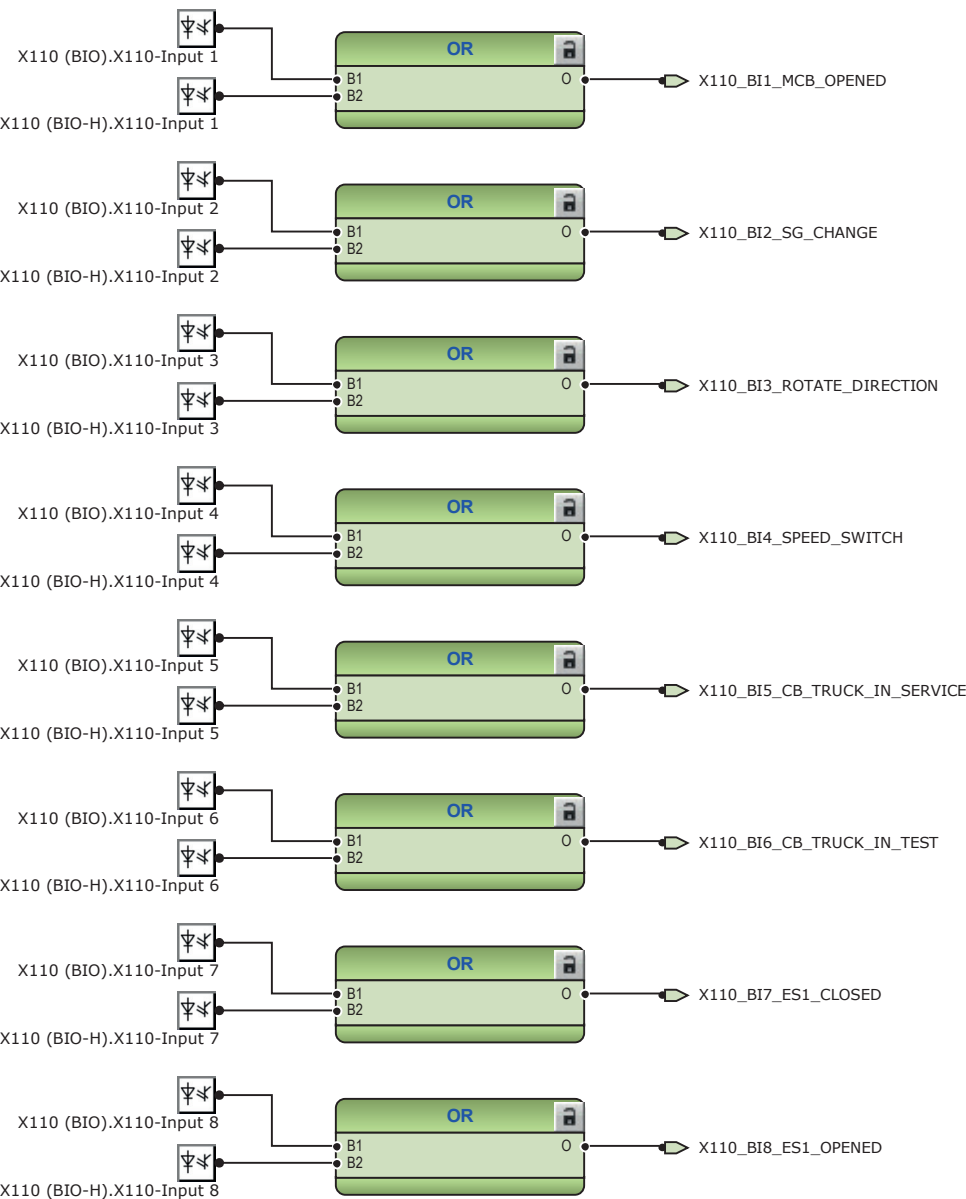 X110 (BIO).X110-Input 1
OR
B1
O
X110_BI1_MCB_OPENED
B2
X110 (BIO-H).X110-Input 1
X110 (BIO).X110-Input 2
OR
B1
O
X110_BI2_SG_CHANGE
B2
X110 (BIO-H).X110-Input 2
X110 (BIO).X110-Input 3
OR
B1
O
X110_BI3_ROTATE_DIRECTION
B2
X110 (BIO-H).X110-Input 3
X110 (BIO).X110-Input 4
OR
B1
O
X110_BI4_SPEED_SWITCH
B2
X110 (BIO-H).X110-Input 4
X110 (BIO).X110-Input 5
OR
B1
O
X110_BI5_CB_TRUCK_IN_SERVICE
B2
X110 (BIO-H).X110-Input 5
X110 (BIO).X110-Input 6
OR
B1
O
X110_BI6_CB_TRUCK_IN_TEST
B2
X110 (BIO-H).X110-Input 6
X110 (BIO).X110-Input 7
OR
B1
O
X110_BI7_ES1_CLOSED
B2
X110 (BIO-H).X110-Input 7
X110 (BIO).X110-Input 8
OR
B1
O
X110_BI8_ES1_OPENED
B2
X110 (BIO-H).X110-Input 8